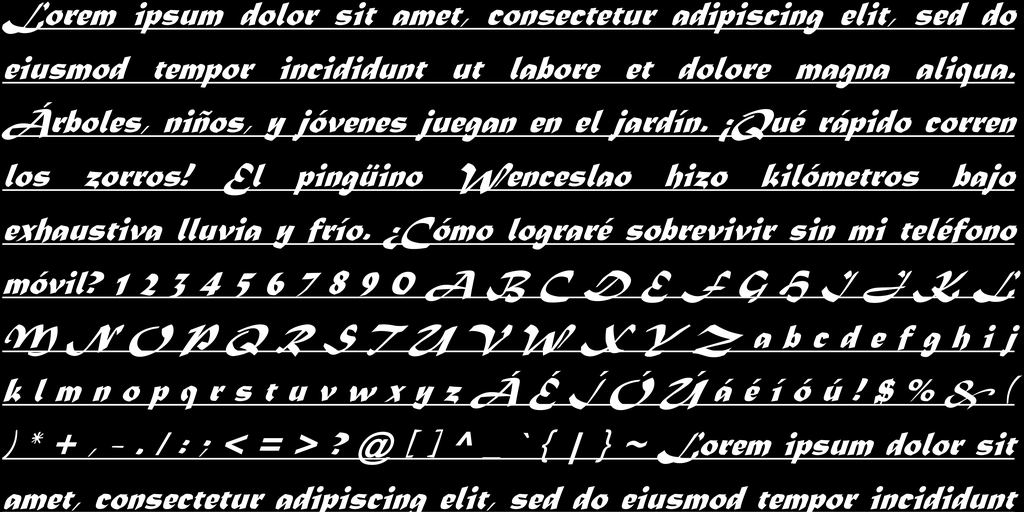 Lorem ipsum dolor sit amet, consectetur adipiscing elit, sed do
eiusmod tempor incididunt ut labore et dolore magna aliqua.
Árboles, niños, y jóvenes juegan en el jardín. ¡Qué rápido corren
los zorros! El pingüino Wenceslao hizo kilómetros bajo
exhaustiva lluvia y frío. ¿Cómo lograré sobrevivir sin mi teléfono
móvil? 1 2 3 4 5 6 7 8 9 0 A B C D E F G H I J K L
M N O P Q R S T U V W X Y Z a b c d e f g h i j
k l m n o p q r s t u v w x y z Á É Í Ó Ú á é í ó ú ! $ % & (
) * + , - . / : ; < = > ? @ [ ] ^ _ ` { | } ~ Lorem ipsum dolor sit
amet, consectetur adipiscing elit, sed do eiusmod tempor incididunt